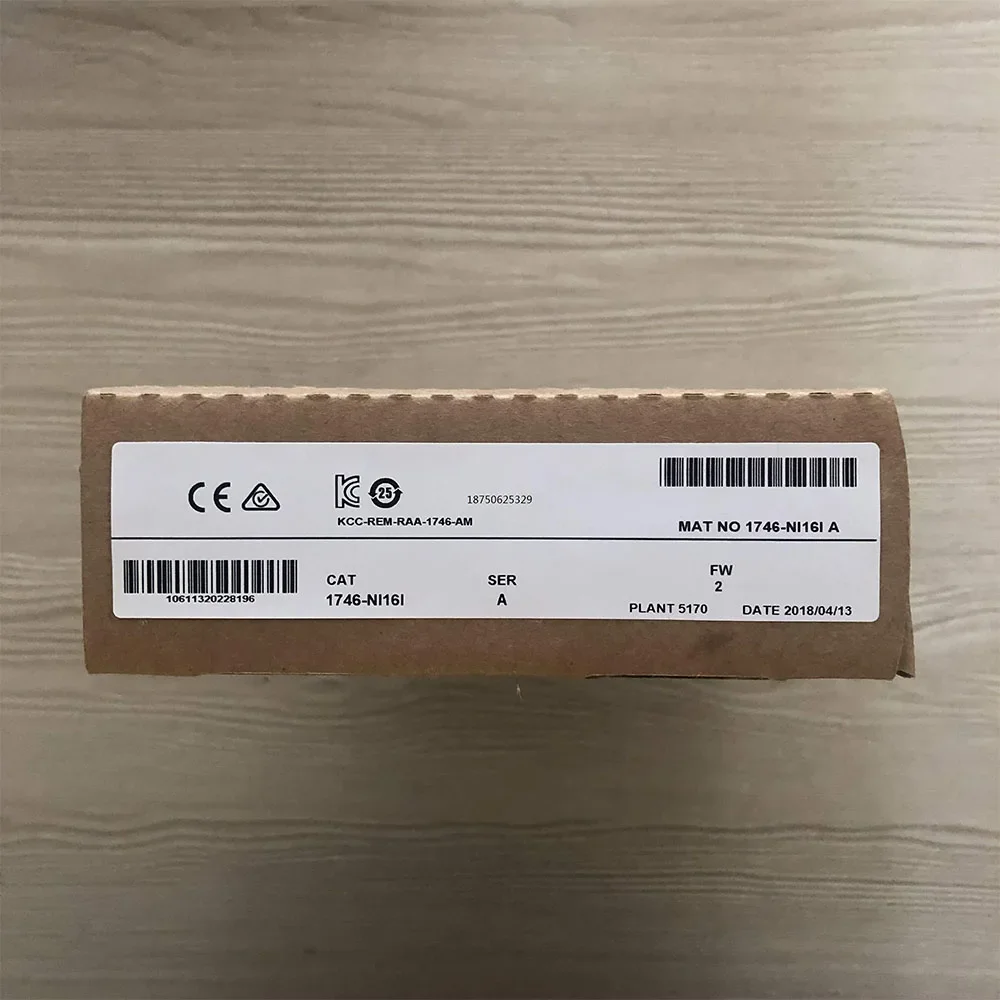 CE
25
18750625329
KCC-REM-RAA-1746-AM
MAT NO 1746-NI16I A
10611320228196
CAT
1746-NI16I
SER
A
FW
2
PLANT 5170
DATE 2018/04/13